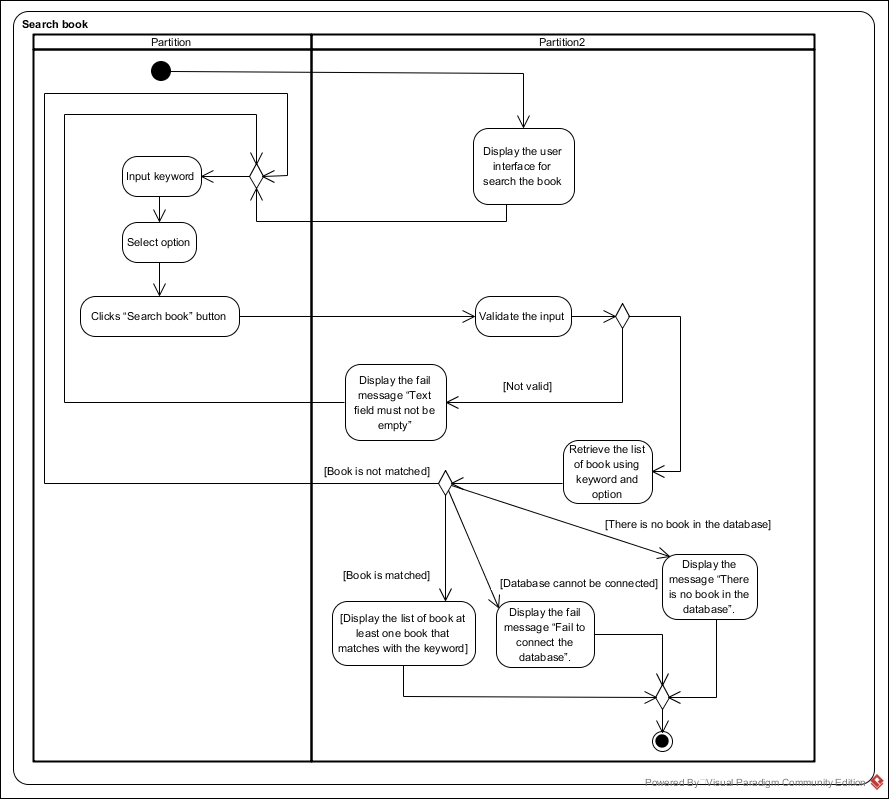 Search book
Partition
Partition2
Display the user
interface for
search the book
Input keyword
Select option
Clicks “Search book” button
Validate the input
[Not valid]
Display the fail
message “Text
field must not be
empty”
Retrieve the list
of book using
keyword and
option
[Book is not matched]
[There is no book in the database]
[Book is matched]
[Database cannot be connected]
Display the
message “There
is no book in the
database”.
[Display the list of book at
least one book that
matches with the keyword]
Display the fail
message “Fail to
connect the
database”.
Powered By Visual Paradigm Community Edition